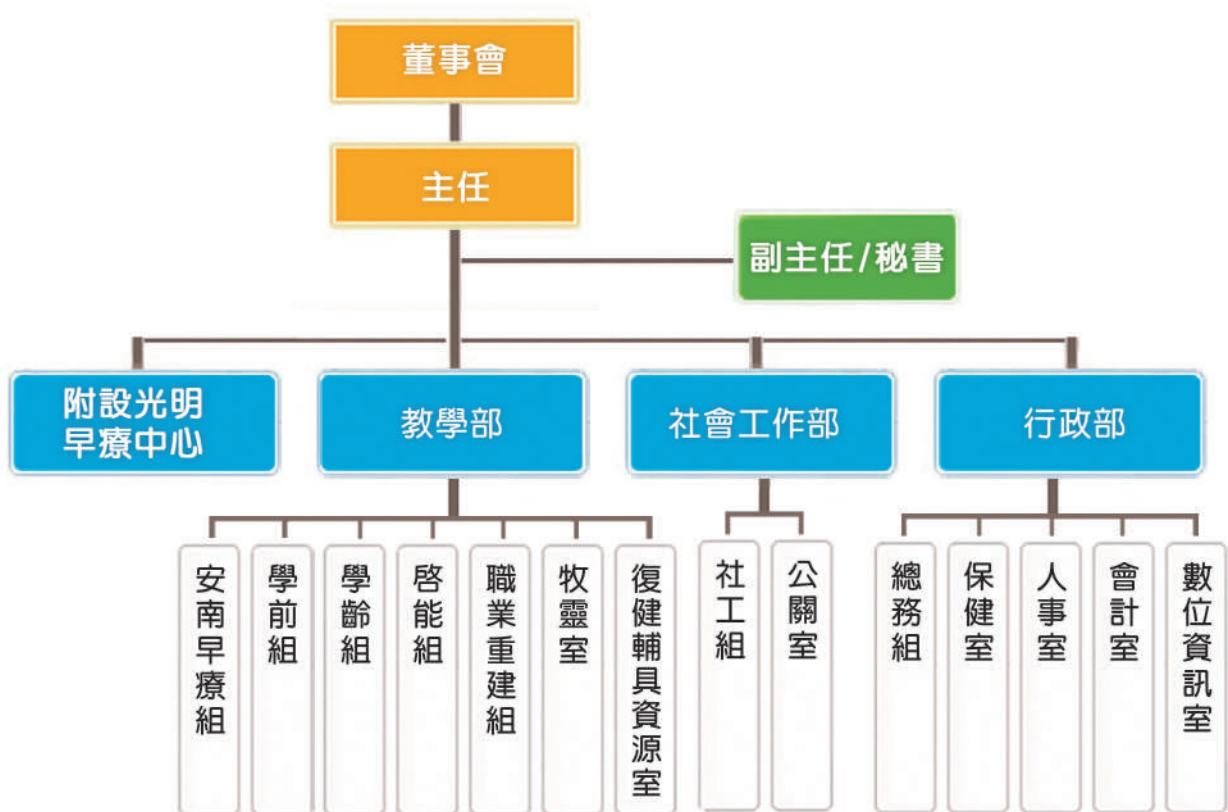 董事會
主任
副主任/秘書
附設光明
早療中心
教學部
社會工作部
行政部
安南早療組
學前組
學齡組
啓能組
職業重建組
牧靈室
復健輔具資源室
社工組
公關室
總務組
保健室
人事室
會計室
數位資訊室